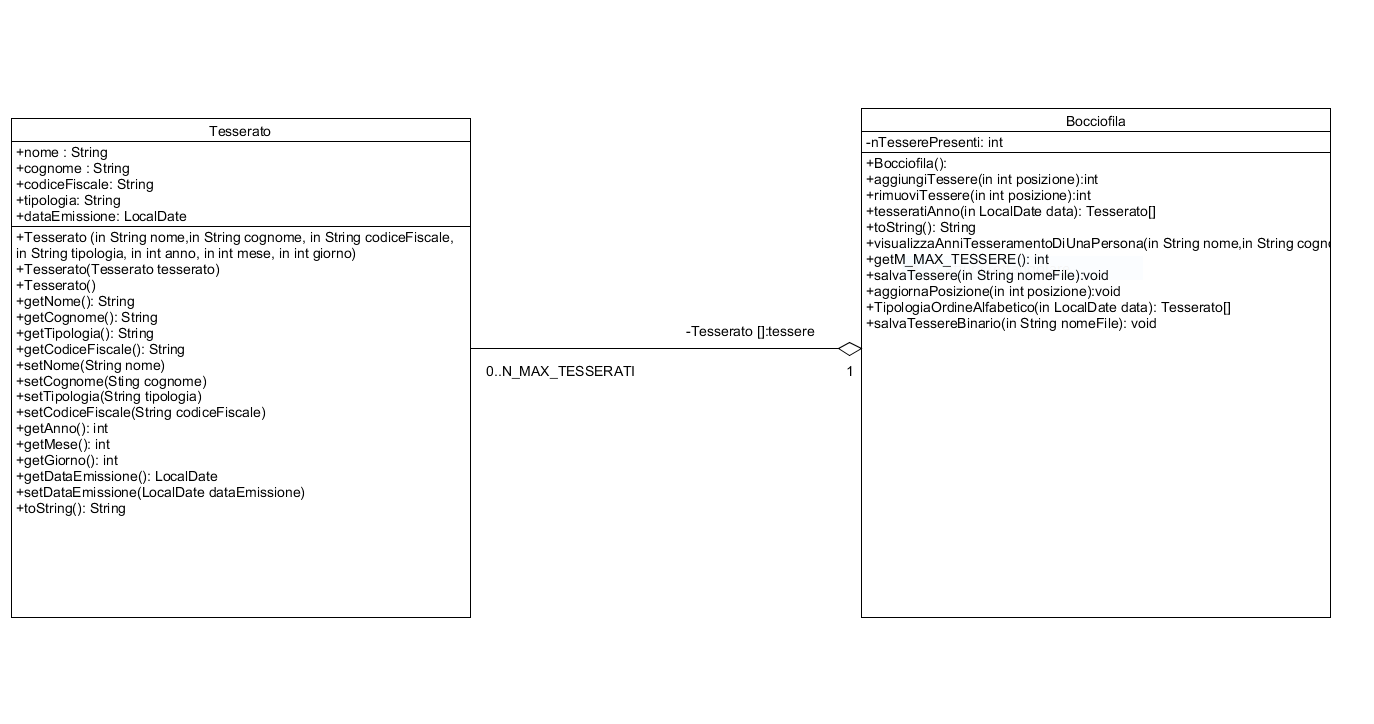 Tesserato
+nome : String
+cognome : String
+codiceFiscale: String
+tipologia: String
+dataEmissione: LocalDate
+Tesserato (in String nome,in String cognome, in String codiceFiscale,
in String tipologia, in int anno, in int mese, in int giorno)
+Tesserato(Tesserato tesserato)
+Tesserato()
+getNome(): String
+getCognome(): String
+getTipologia(): String
+getCodiceFiscale(): String
+setNome(String nome)
+setCognome(Sting cognome)
+setTipologia(String tipologia)
+setCodiceFiscale(String codiceFiscale)
+getAnno(): int
+getMese(): int
+getGiorno(): int
+getDataEmissione(): LocalDate
+setDataEmissione(LocalDate dataEmissione)
+toString(): String
-Tesserato []:tessere
0..N_MAX_TESSERATI
1
Bocciofila
-nTesserePresenti: int
+Bocciofila():
+aggiungiTessere(in int posizione):int
+rimuoviTessere(in int posizione):int
+tesseratiAnno(in LocalDate data): Tesserato[]
+toString(): String
+visualizzaAnniTesseramentoDiUnaPersona(in String nome,in String cogn
+getM_MAX_TESSERE(): int
+salvaTessere(in String nomeFile):void
+aggiornaPosizione(in int posizione):void
+TipologiaOrdineAlfabetico(in LocalDate data): Tesserato[]
+salvaTessereBinario(in String nomeFile): void